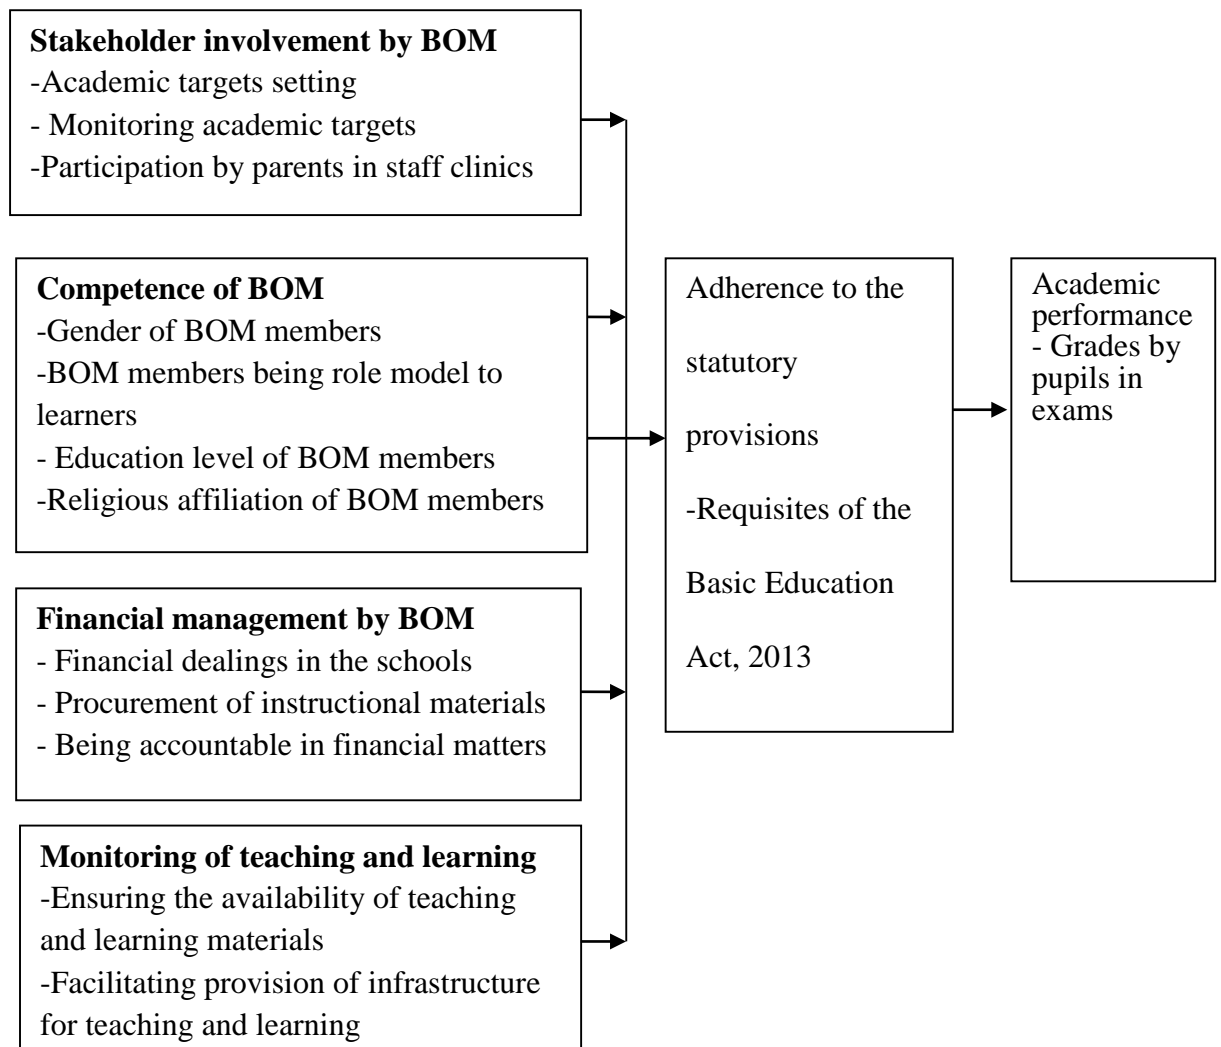 Stakeholder involvement by BOM
-Academic targets setting
- Monitoring academic targets
-Participation by parents in staff clinics
Competence of BOM
-Gender of BOM members
-BOM members being role model to
learners
- Education level of BOM members
-Religious affiliation of BOM members
Financial management by BOM
- Financial dealings in the schools
- Procurement of instructional materials
- Being accountable in financial matters
Monitoring of teaching and learning
-Ensuring the availability of teaching
and learning materials
-Facilitating provision of infrastructure
for teaching and learning
Adherence to the
statutory
provisions
-Requisites of the
Basic Education
Act, 2013
Academic
performance
- Grades by
pupils in
exams